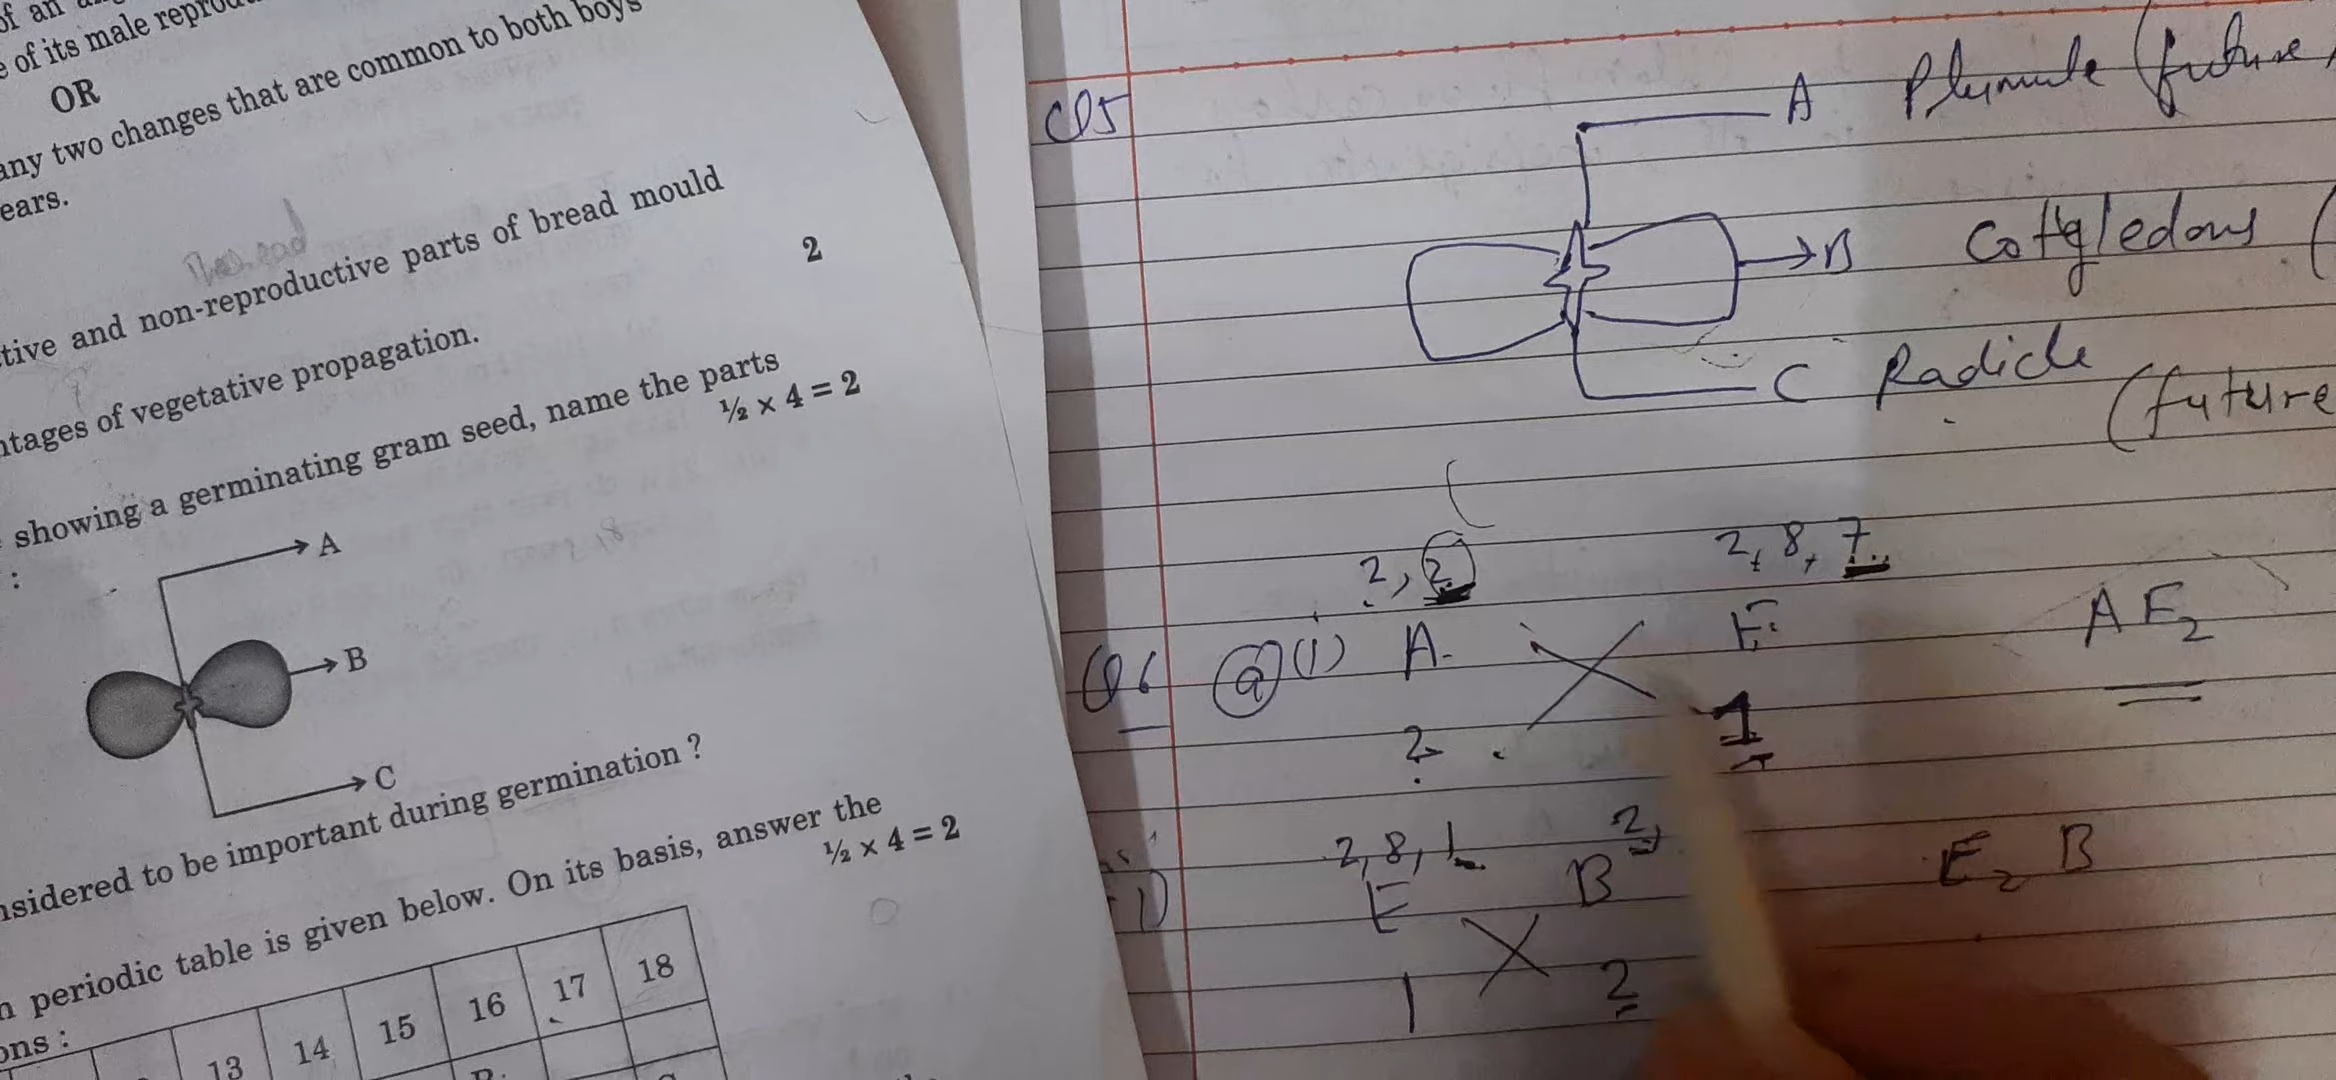 of an
e of its male repro
OR
any two changes that are common to both boys
ears.
tive and non-reproductive parts of bread mould
2
ntages of vegetative propagation.
showing a germinating gram seed, name the parts
½ × 4 = 2
:
A
B
C
nsidered to be important during germination ?
n periodic table is given below. On its basis, answer the
½ × 4 = 2
ons :
13 14 15 16 17 18
Q5
A Plumule (future
B Cotyledons (
C Radicle
(future
2, 2 2, 8, 7
Q6 (a) (i) A E AF2
2 1
2, 8, 1 2,
E B E2 B
1 2